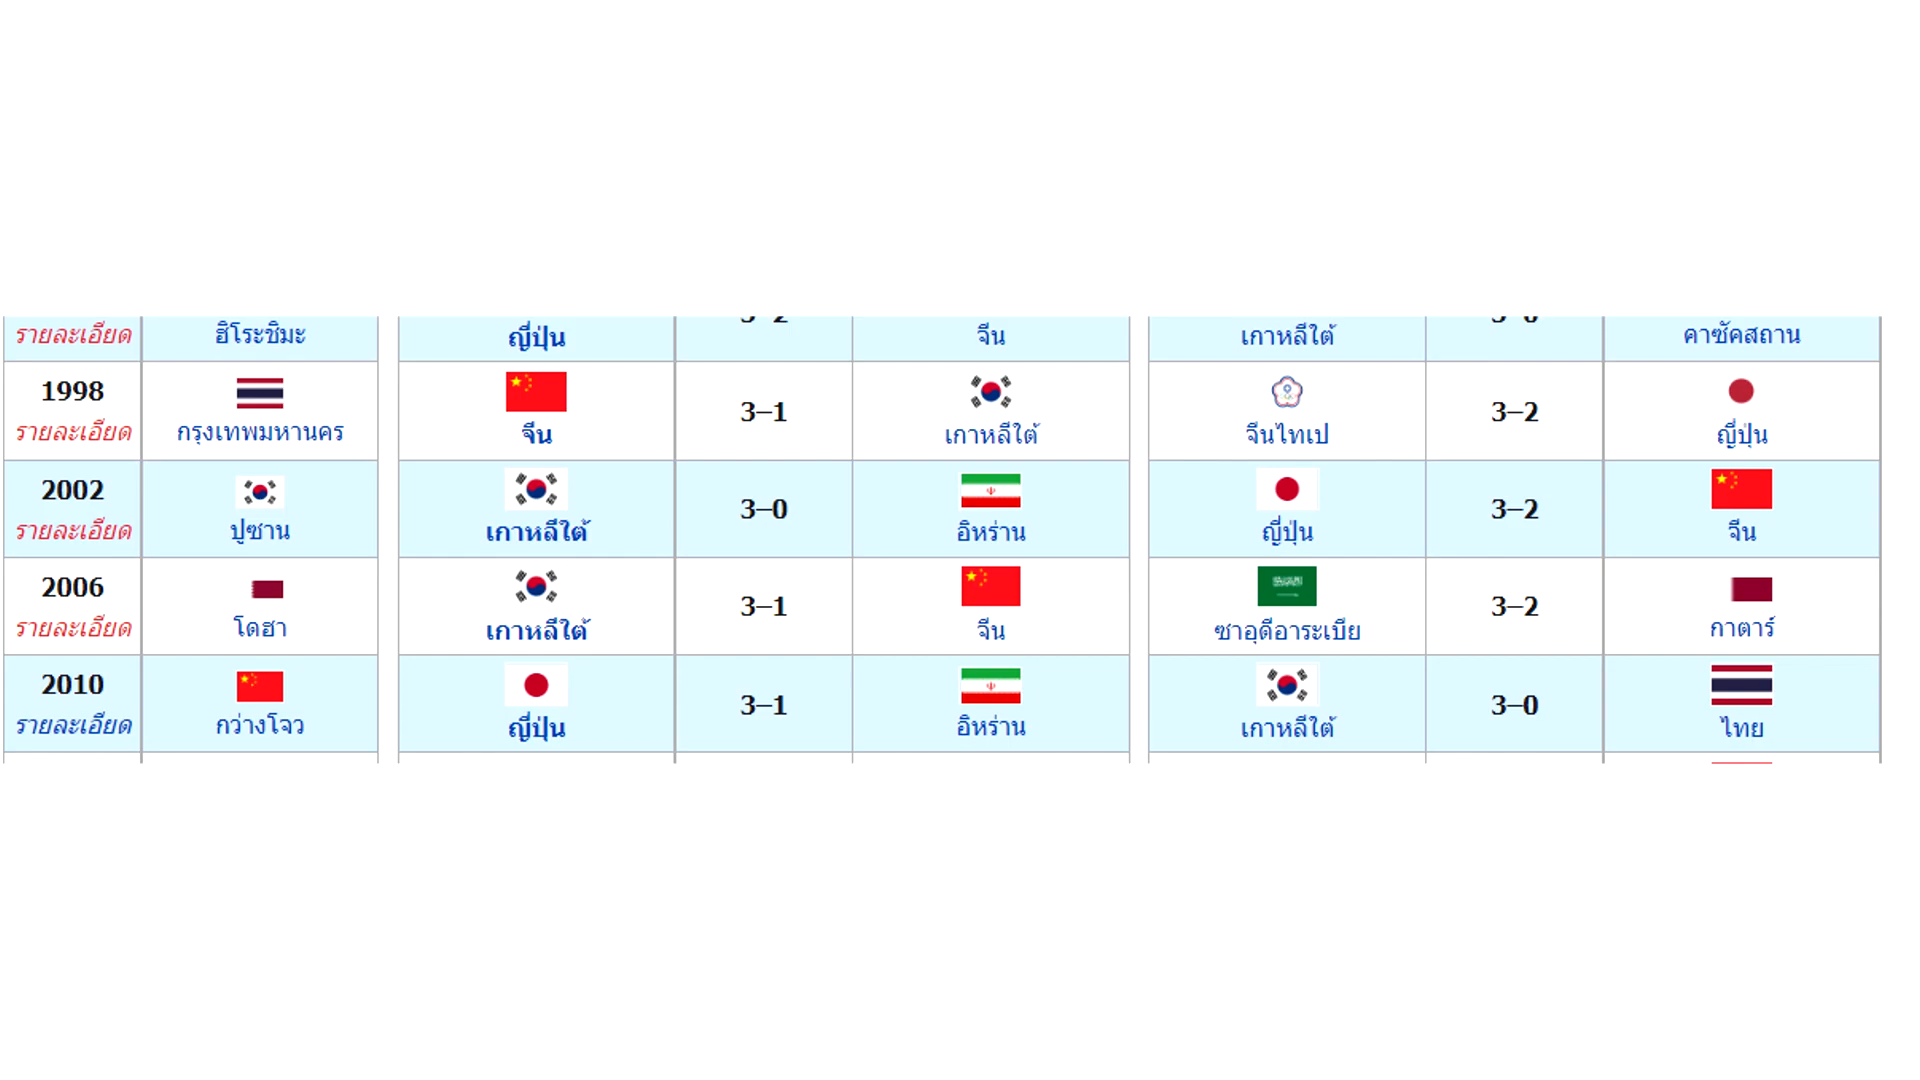 รายละเอียด ฮิโระชิมะ ญี่ปุ่น จีน เกาหลีใต้ คาซัคสถาน
1998 3–1 3–2
รายละเอียด กรุงเทพมหานคร จีน เกาหลีใต้ จีนไทเป ญี่ปุ่น
2002 3–0 3–2
รายละเอียด ปูซาน เกาหลีใต้ อิหร่าน ญี่ปุ่น จีน
2006 3–1 3–2
รายละเอียด โดฮา เกาหลีใต้ จีน ซาอุดีอาระเบีย กาตาร์
2010 3–1 3–0
รายละเอียด กว่างโจว ญี่ปุ่น อิหร่าน เกาหลีใต้ ไทย